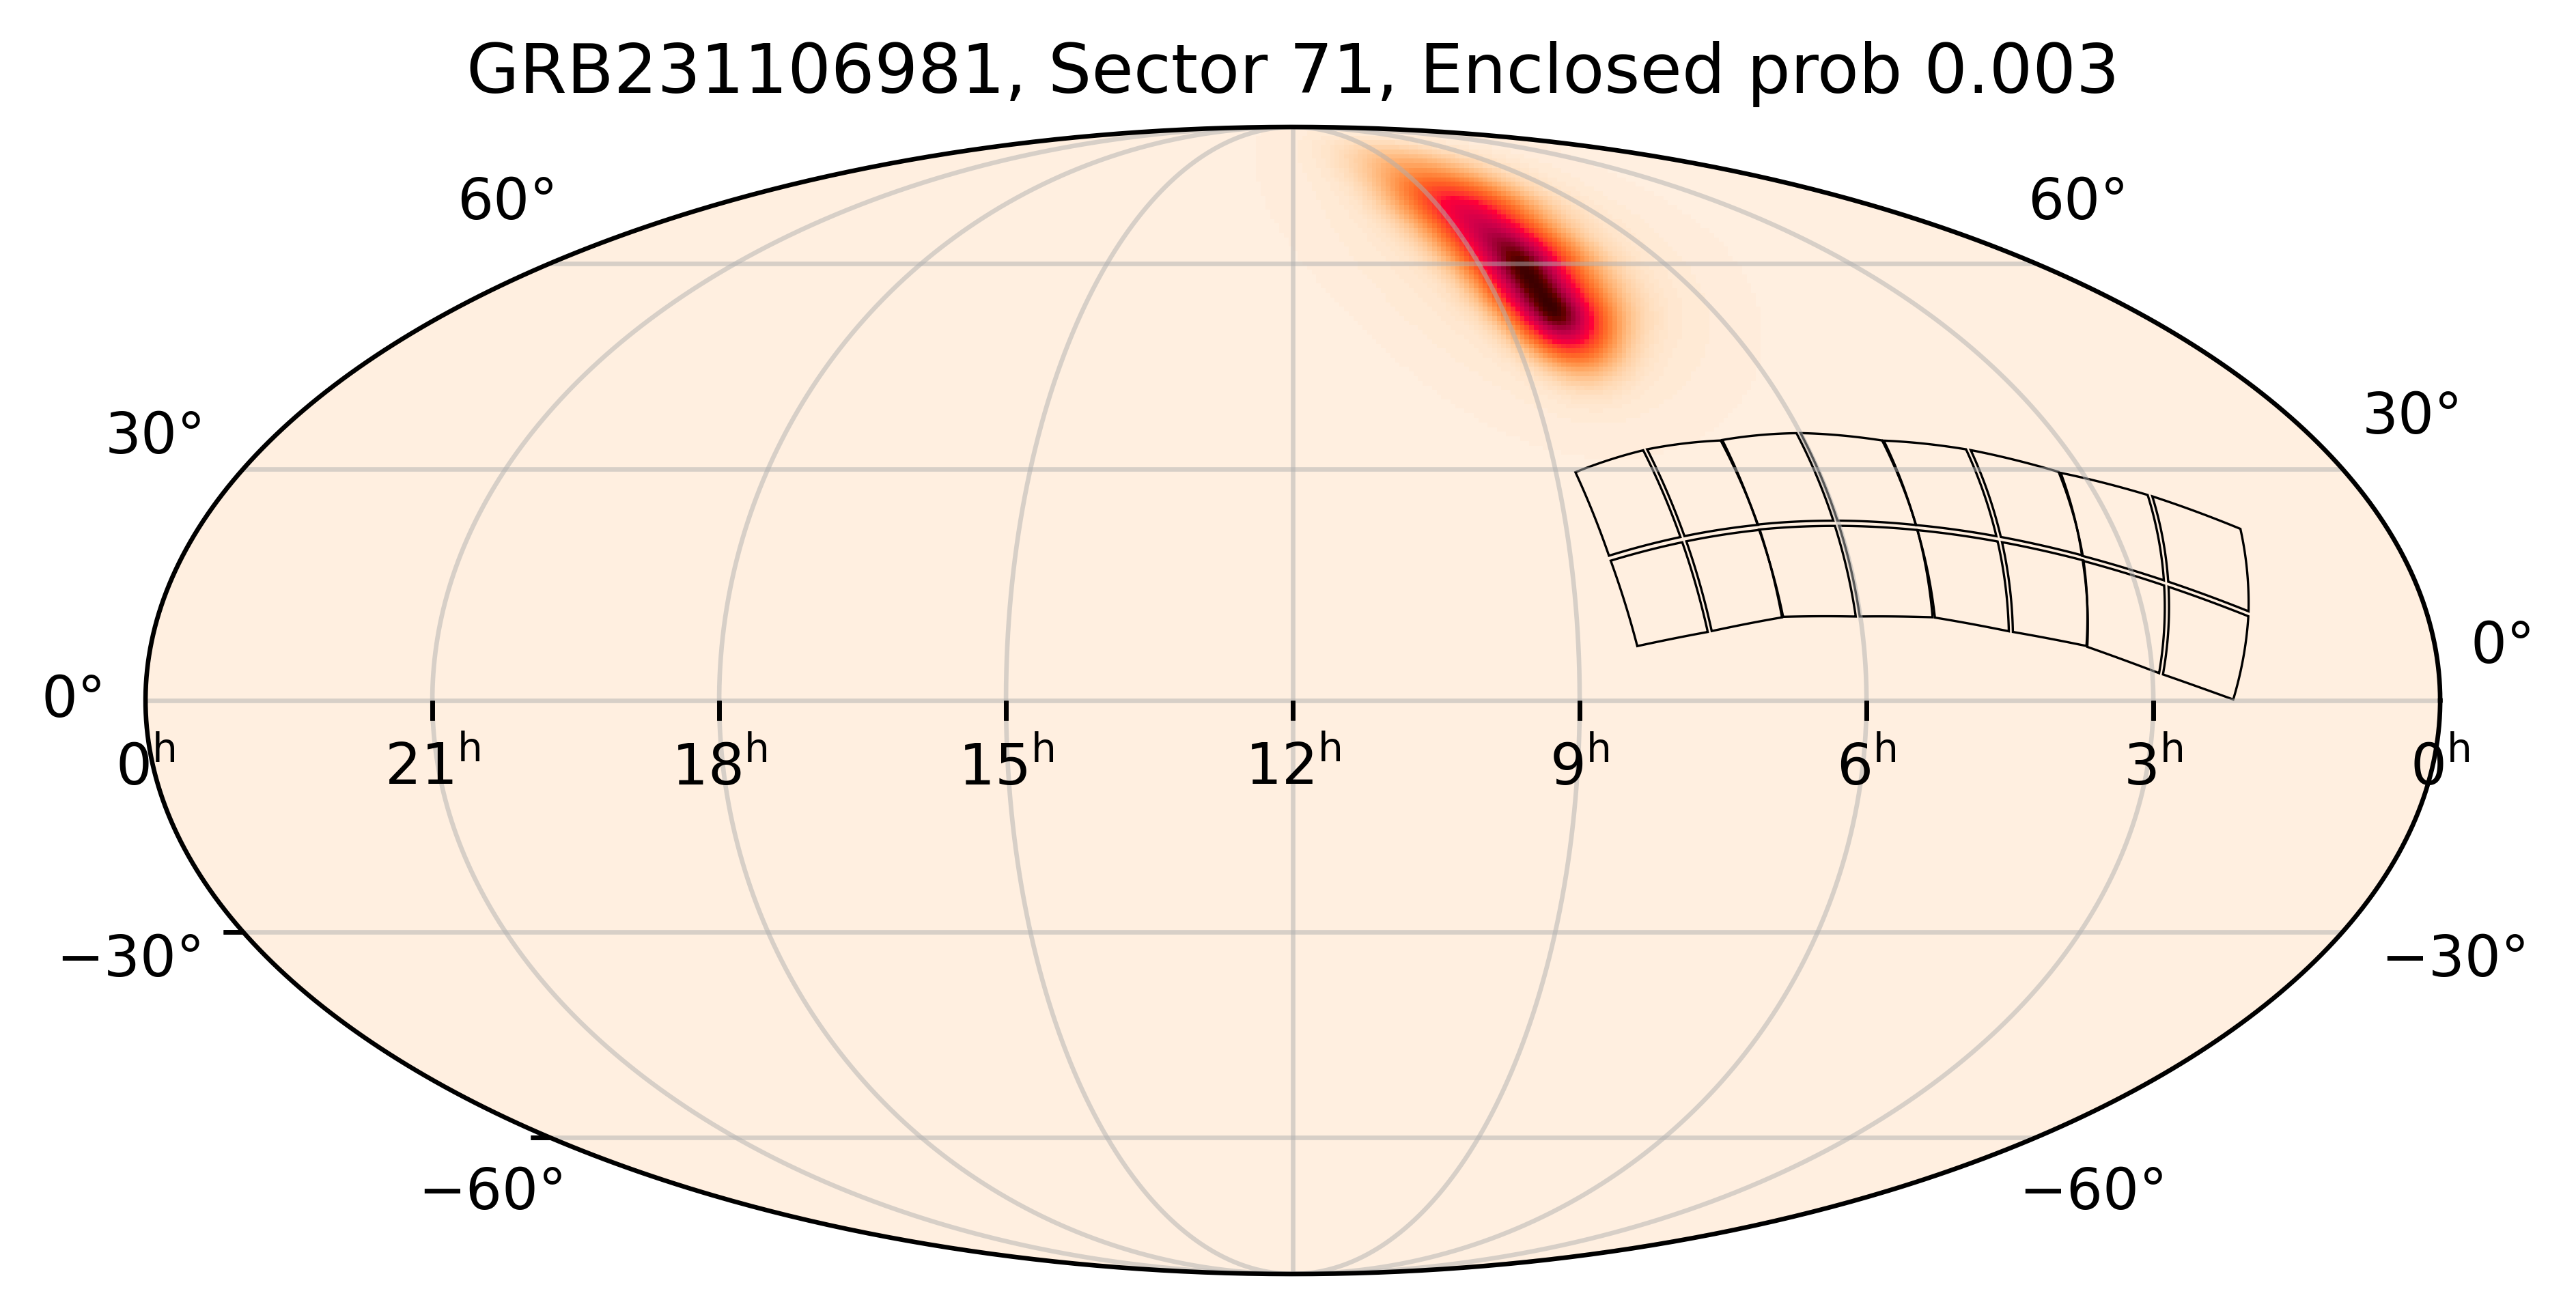 GRB231106981, Sector 71, Enclosed prob 0.003
60° 60°
30° 30°
0° 0°
0ʰ 21ʰ 18ʰ 15ʰ 12ʰ 9ʰ 6ʰ 3ʰ 0ʰ
−30° −30°
−60° −60°